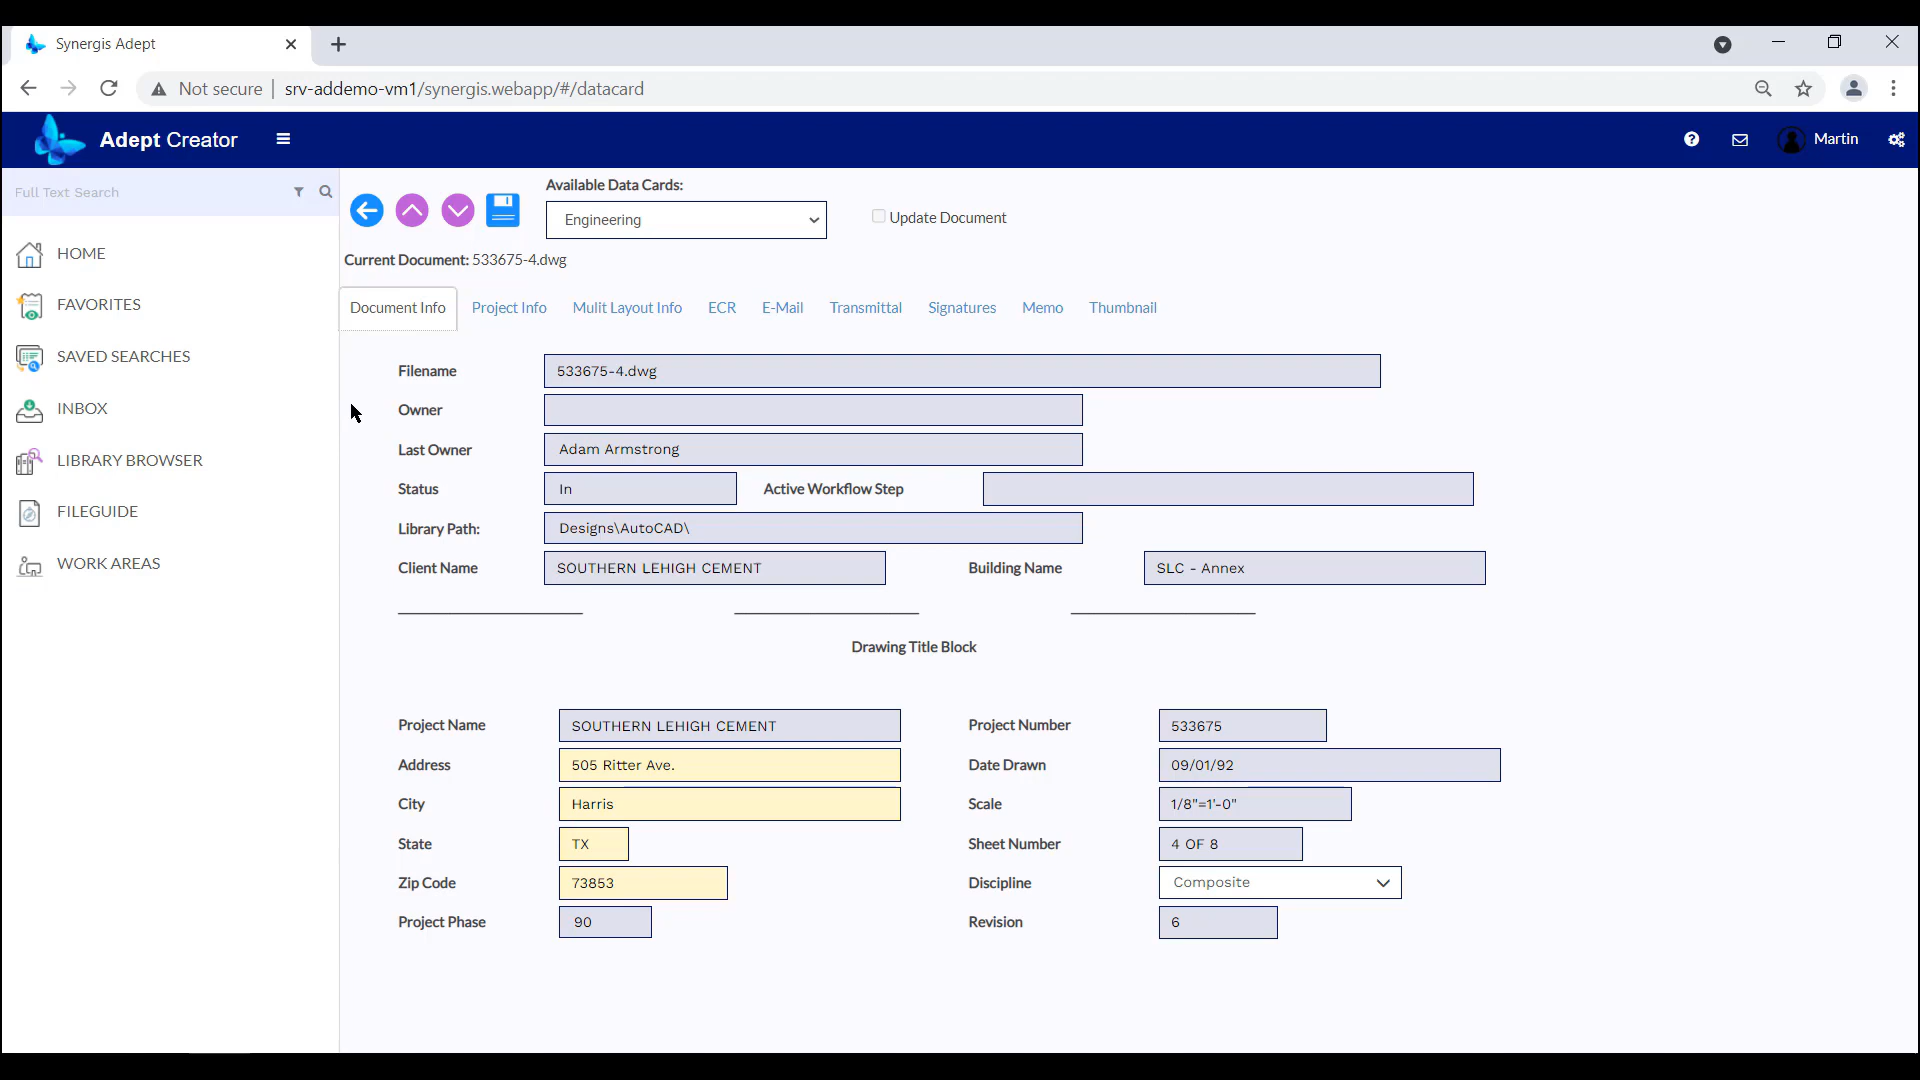 Synergis Adept
Not secure | srv-addemo-vm1/synergis.webapp/#/datacard
Adept Creator
Martin
Full Text Search
HOME
FAVORITES
SAVED SEARCHES
INBOX
LIBRARY BROWSER
FILEGUIDE
WORK AREAS
Available Data Cards:
Engineering
Update Document
Current Document: 533675-4.dwg
Document Info Project Info Mulit Layout Info ECR E-Mail Transmittal Signatures Memo Thumbnail
Filename 533675-4.dwg
Owner
Last Owner Adam Armstrong
Status In Active Workflow Step
Library Path: Designs\AutoCAD\
Client Name SOUTHERN LEHIGH CEMENT Building Name SLC - Annex
Drawing Title Block
Project Name SOUTHERN LEHIGH CEMENT Project Number 533675
Address 505 Ritter Ave. Date Drawn 09/01/92
City Harris Scale 1/8"=1'-0"
State TX Sheet Number 4 OF 8
Zip Code 73853 Discipline Composite
Project Phase 90 Revision 6